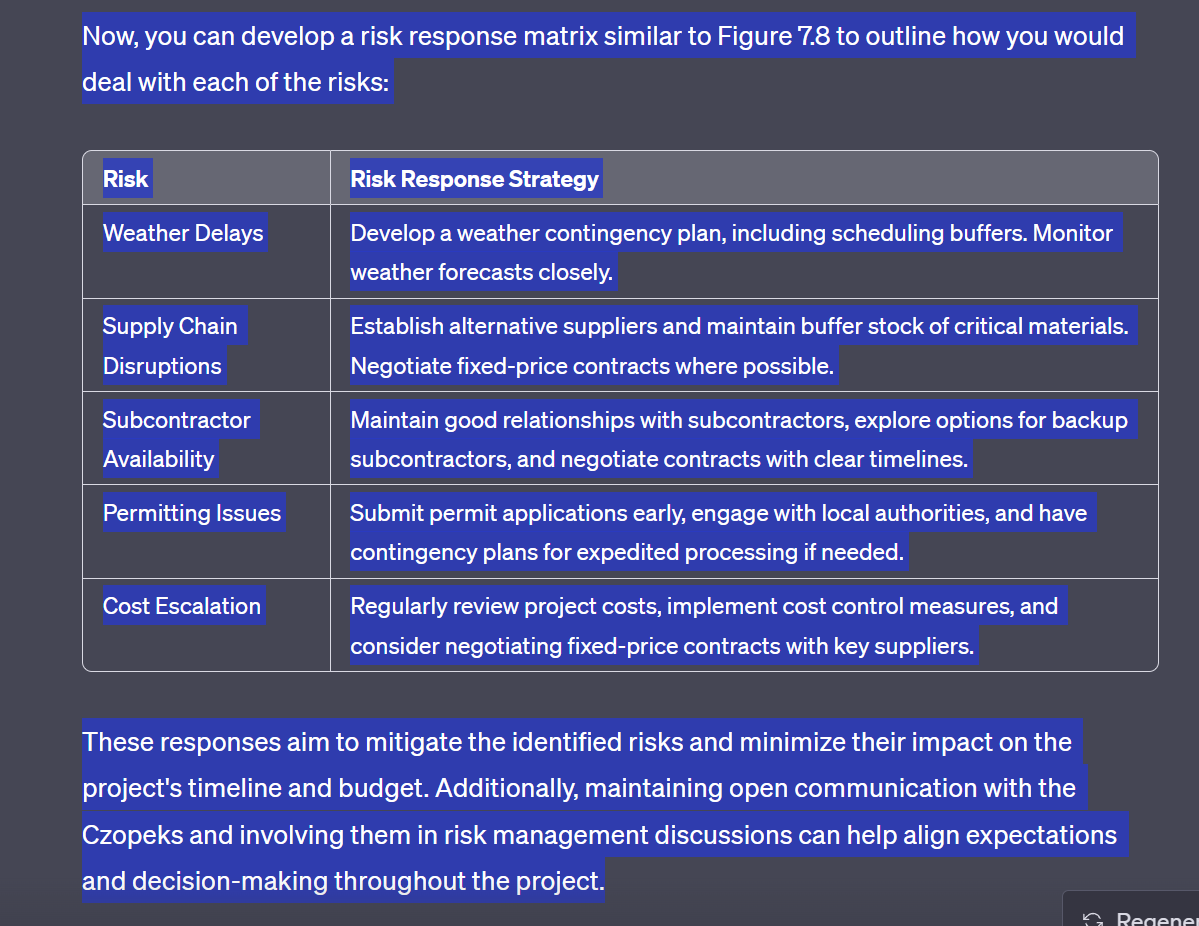 Now, you can develop a risk response matrix similar to Figure 7.8 to outline how you would
deal with each of the risks:
Risk
Risk Response Strategy
Weather Delays
Develop a weather contingency plan, including scheduling buffers. Monitor
weather forecasts closely.
Supply Chain
Disruptions
Establish alternative suppliers and maintain buffer stock of critical materials.
Negotiate fixed-price contracts where possible.
Subcontractor
Availability
Maintain good relationships with subcontractors, explore options for backup
subcontractors, and negotiate contracts with clear timelines.
Permitting Issues
Submit permit applications early, engage with local authorities, and have
contingency plans for expedited processing if needed.
Cost Escalation
Regularly review project costs, implement cost control measures, and
consider negotiating fixed-price contracts with key suppliers.
These responses aim to mitigate the identified risks and minimize their impact on the
project's timeline and budget. Additionally, maintaining open communication with the
Czopeks and involving them in risk management discussions can help align expectations
and decision-making throughout the project.